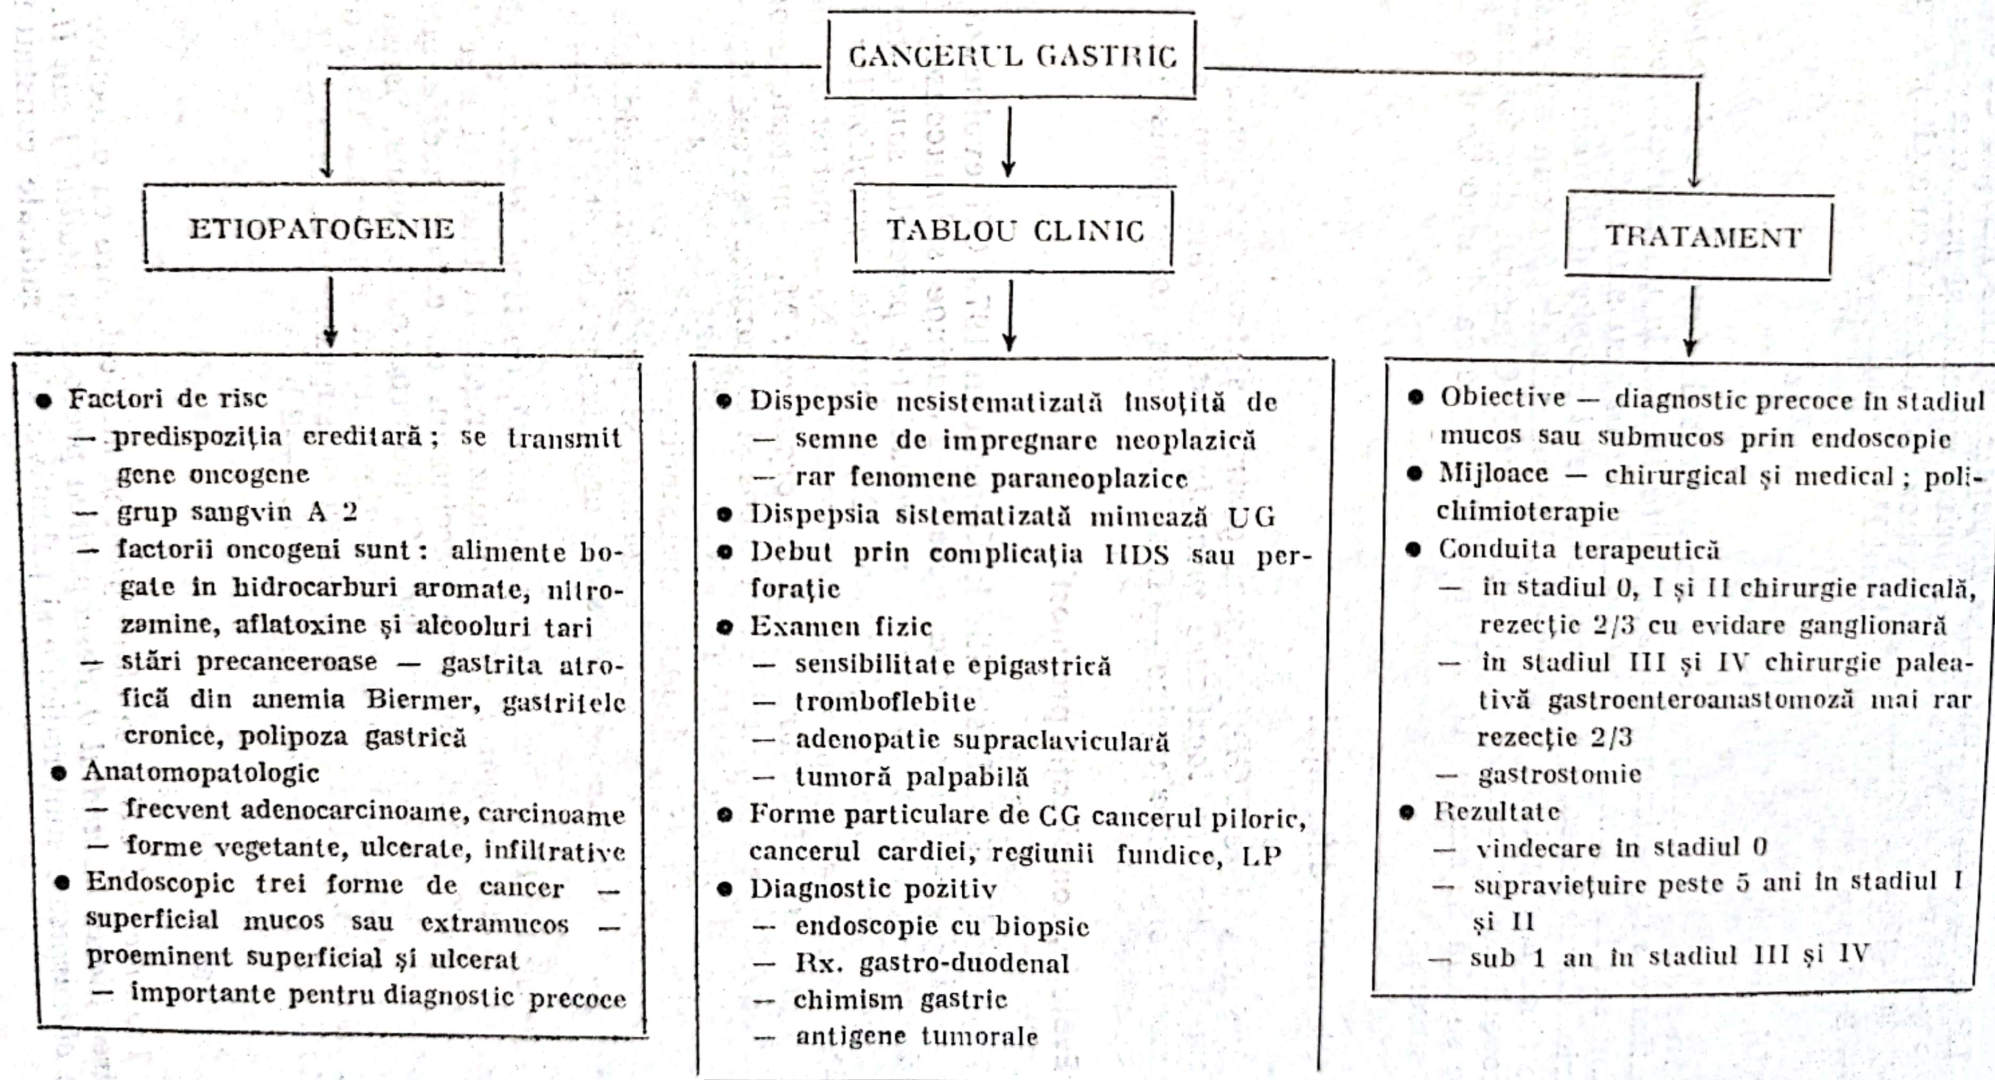 CANCERUL GASTRIC
ETIOPATOGENIE
● Factori de risc
— predispoziția ereditară ; se transmit
gene oncogene
— grup sangvin A 2
— factorii oncogeni sunt : alimente bo-
gate în hidrocarburi aromate, nitro-
zamine, aflatoxine și alcooluri tari
— stări precanceroase — gastrita atro-
fică din anemia Biermer, gastritele
cronice, polipoza gastrică
● Anatomopatologic
— frecvent adenocarcinoame, carcinoame
— forme vegetante, ulcerate, infiltrative
● Endoscopic trei forme de cancer —
superficial mucos sau extramucos —
proeminent superficial și ulcerat
— importante pentru diagnostic precoce
TABLOU CLINIC
● Dispepsie nesistematizată însoțită de
— semne de impregnare neoplazică
— rar fenomene paraneoplazice
● Dispepsia sistematizată mimează UG
● Debut prin complicația HDS sau per-
forație
● Examen fizic
— sensibilitate epigastrică
— tromboflebite
— adenopatie supraclaviculară
— tumoră palpabilă
● Forme particulare de CG cancerul piloric,
cancerul cardiei, regiunii fundice, LP
● Diagnostic pozitiv
— endoscopie cu biopsie
— Rx. gastro-duodenal
— chimism gastric
— antigene tumorale
TRATAMENT
● Obiective — diagnostic precoce în stadiul
mucos sau submucos prin endoscopie
● Mijloace — chirurgical și medical ; poli-
chimioterapie
● Conduita terapeutică
— în stadiul 0, I și II chirurgie radicală,
rezecție 2/3 cu evidare ganglionară
— în stadiul III și IV chirurgie palea-
tivă gastroenteroanastomoză mai rar
rezecție 2/3
— gastrostomie
● Rezultate
— vindecare în stadiul 0
— supraviețuire peste 5 ani în stadiul I
și II
— sub 1 an în stadiul III și IV